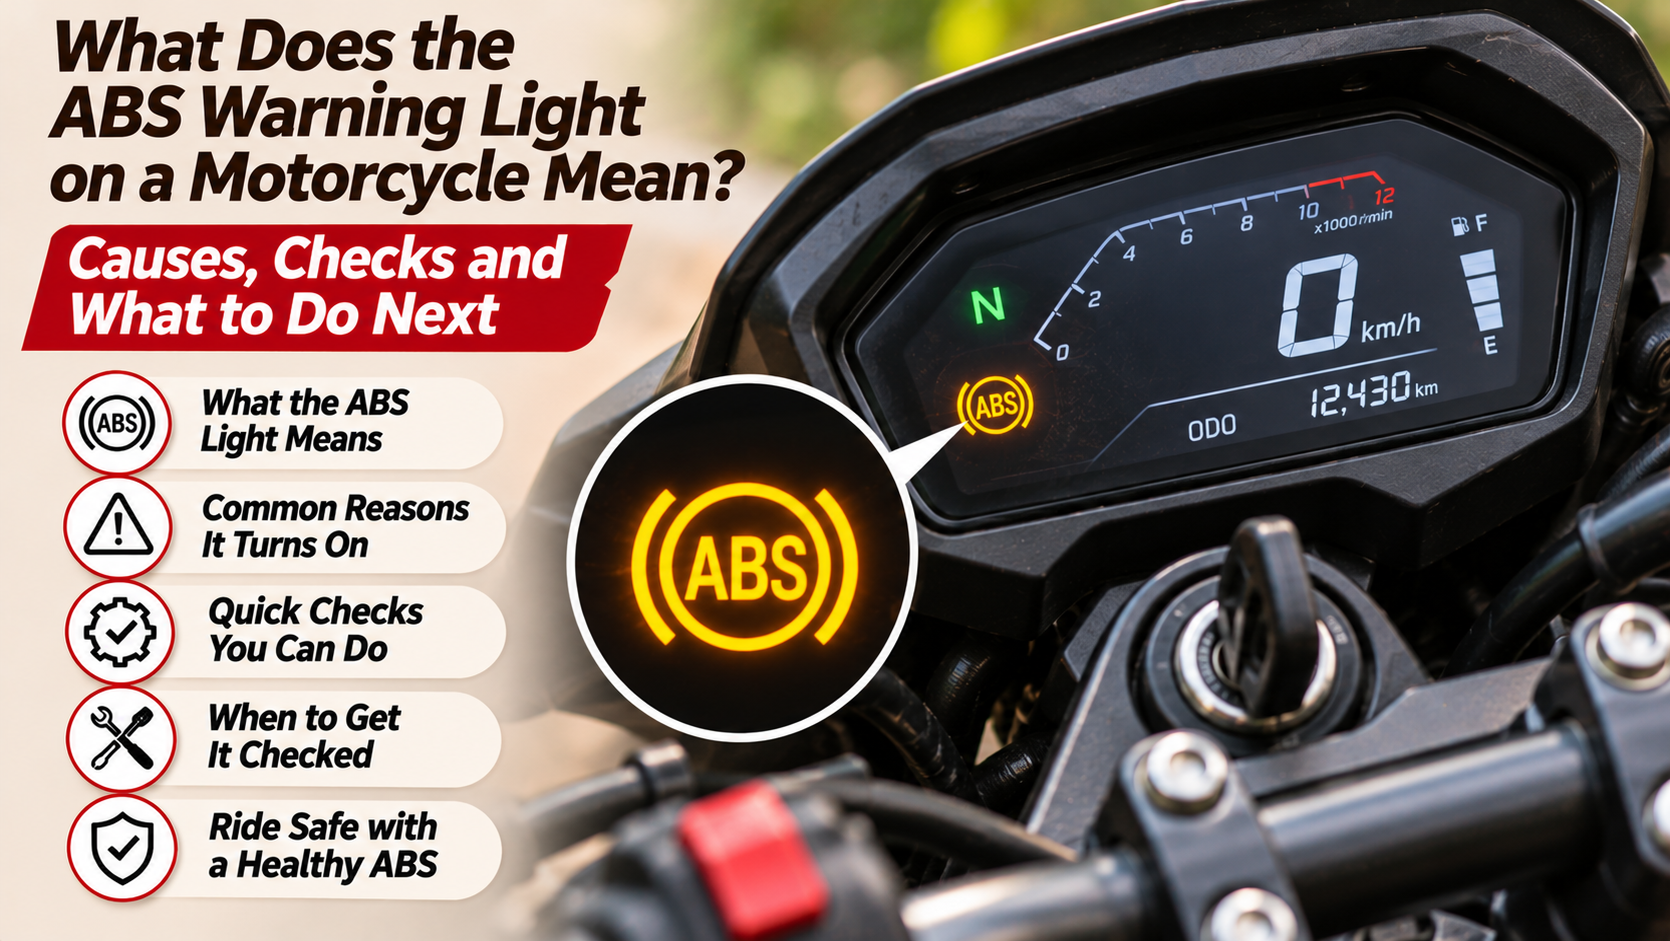 What Does the
ABS Warning Light
on a Motorcycle Mean?
Causes, Checks and
What to Do Next
ABS
What the ABS
Light Means
!
Common Reasons
It Turns On
Quick Checks
You Can Do
When to Get
It Checked
Ride Safe with
a Healthy ABS
ABS
N
ABS
0
2
4
6
8
10
12
x1000 r/min
0 km/h
F
E
ODO 12,430 km